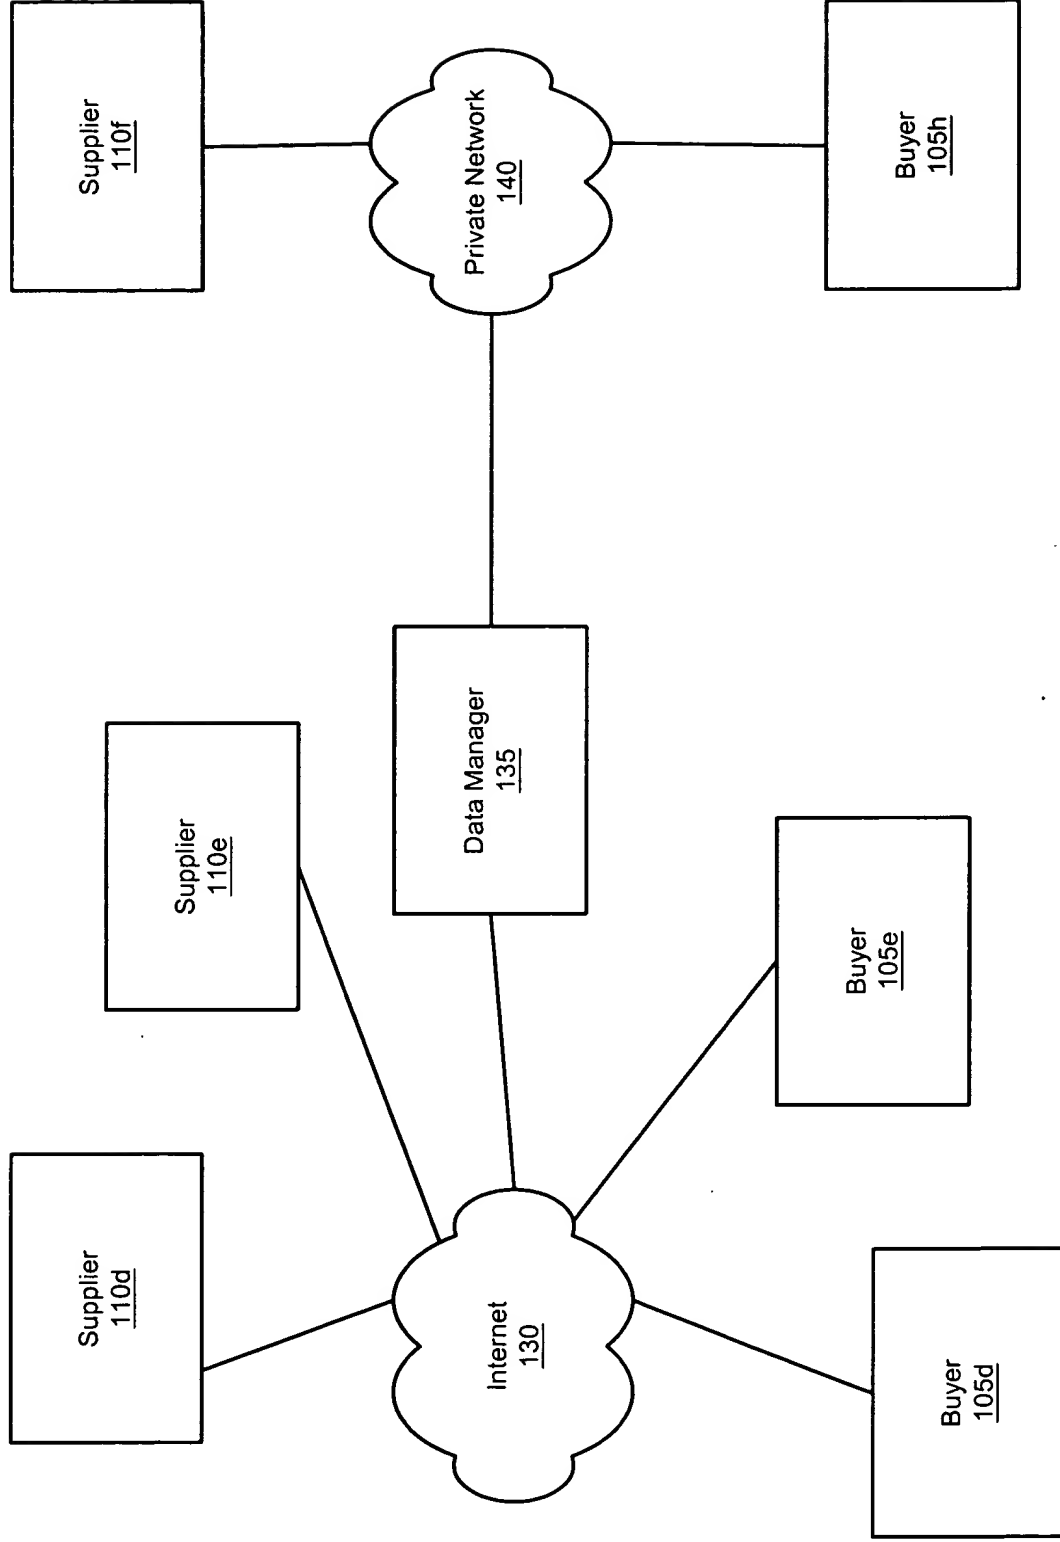 Supplier
110d
Supplier
110e
Supplier
110f
Internet
130
Data Manager
135
Private Network
140
Buyer
105d
Buyer
105e
Buyer
105h